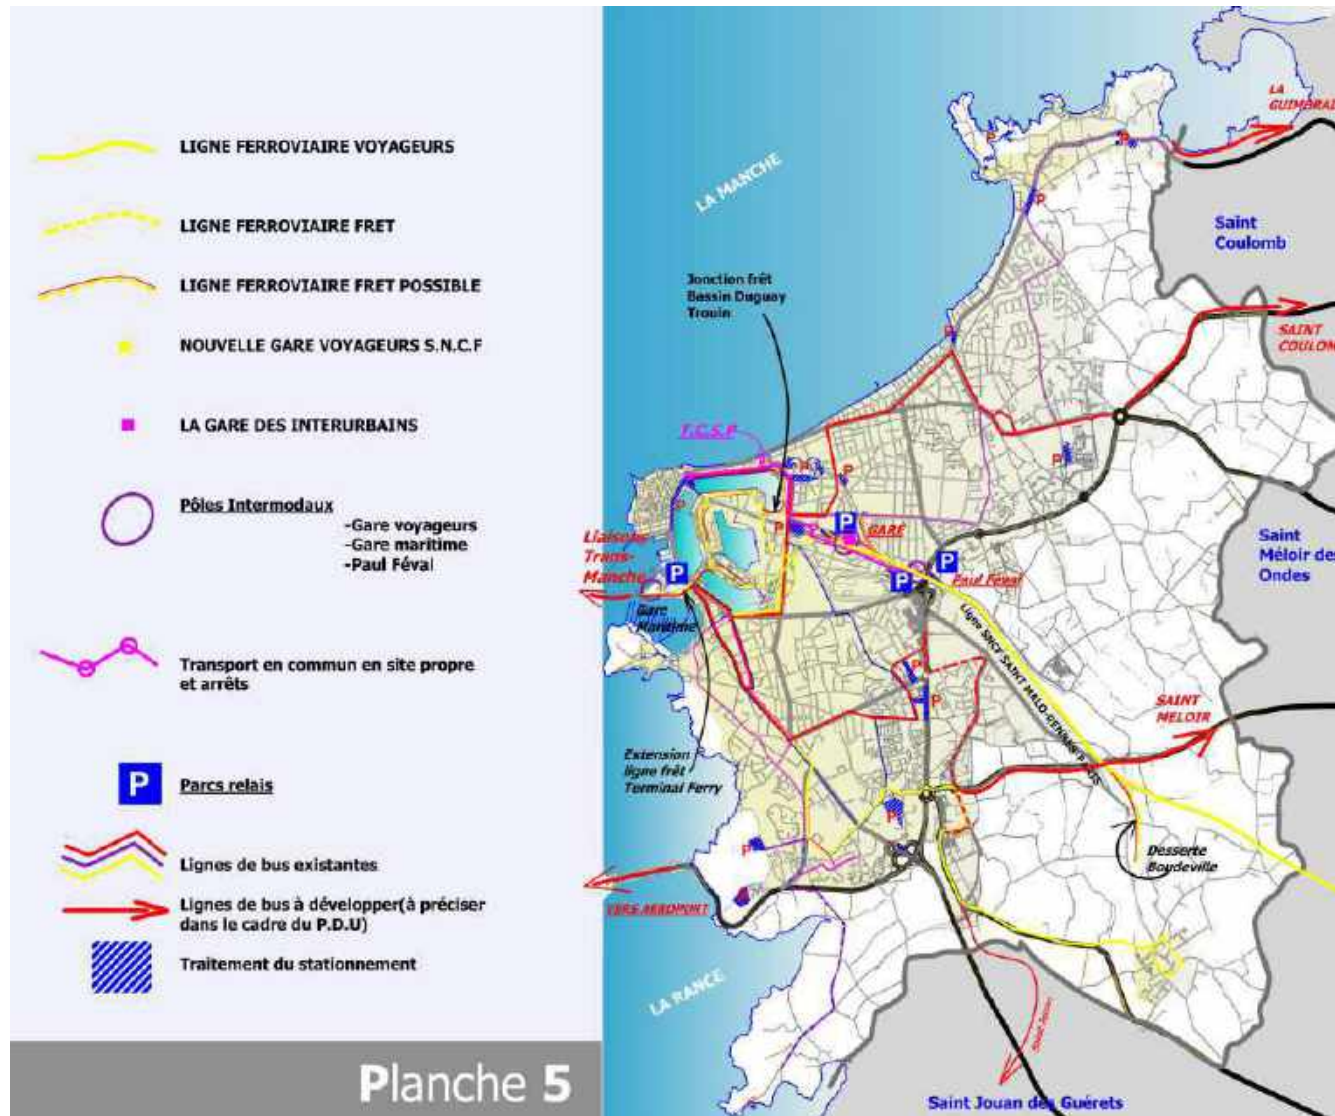 LIGNE FERROVIAIRE VOYAGEURS
LIGNE FERROVIAIRE FRET
LIGNE FERROVIAIRE FRET POSSIBLE
NOUVELLE GARE VOYAGEURS S.N.C.F
LA GARE DES INTERURBAINS
Pôles Intermodaux
-Gare voyageurs
-Gare maritime
-Paul Féval
Transport en commun en site propre
et arrêts
P
Parcs relais
Lignes de bus existantes
Lignes de bus à développer(à préciser
dans le cadre du P.D.U)
Traitement du stationnement
Planche 5
LA MANCHE
LA
Saint
Coulomb
SAINT
COULOM
Jonction frêt
Bassin Duguay
Trouin
T.C.S.P
P
GARE
P
P
Paul Féval
P
Liaisons
Trans-
Manche
Gare
Maritime
Saint
Méloir des
Ondes
Ligne SNCF SAINT MALO-RENNES-PARIS
SAINT
MELOIR
Extension
ligne frêt
Terminal Ferry
Desserte
Baudeville
VERS AEROPORT
LA RANCE
Saint Jouan des Guérets